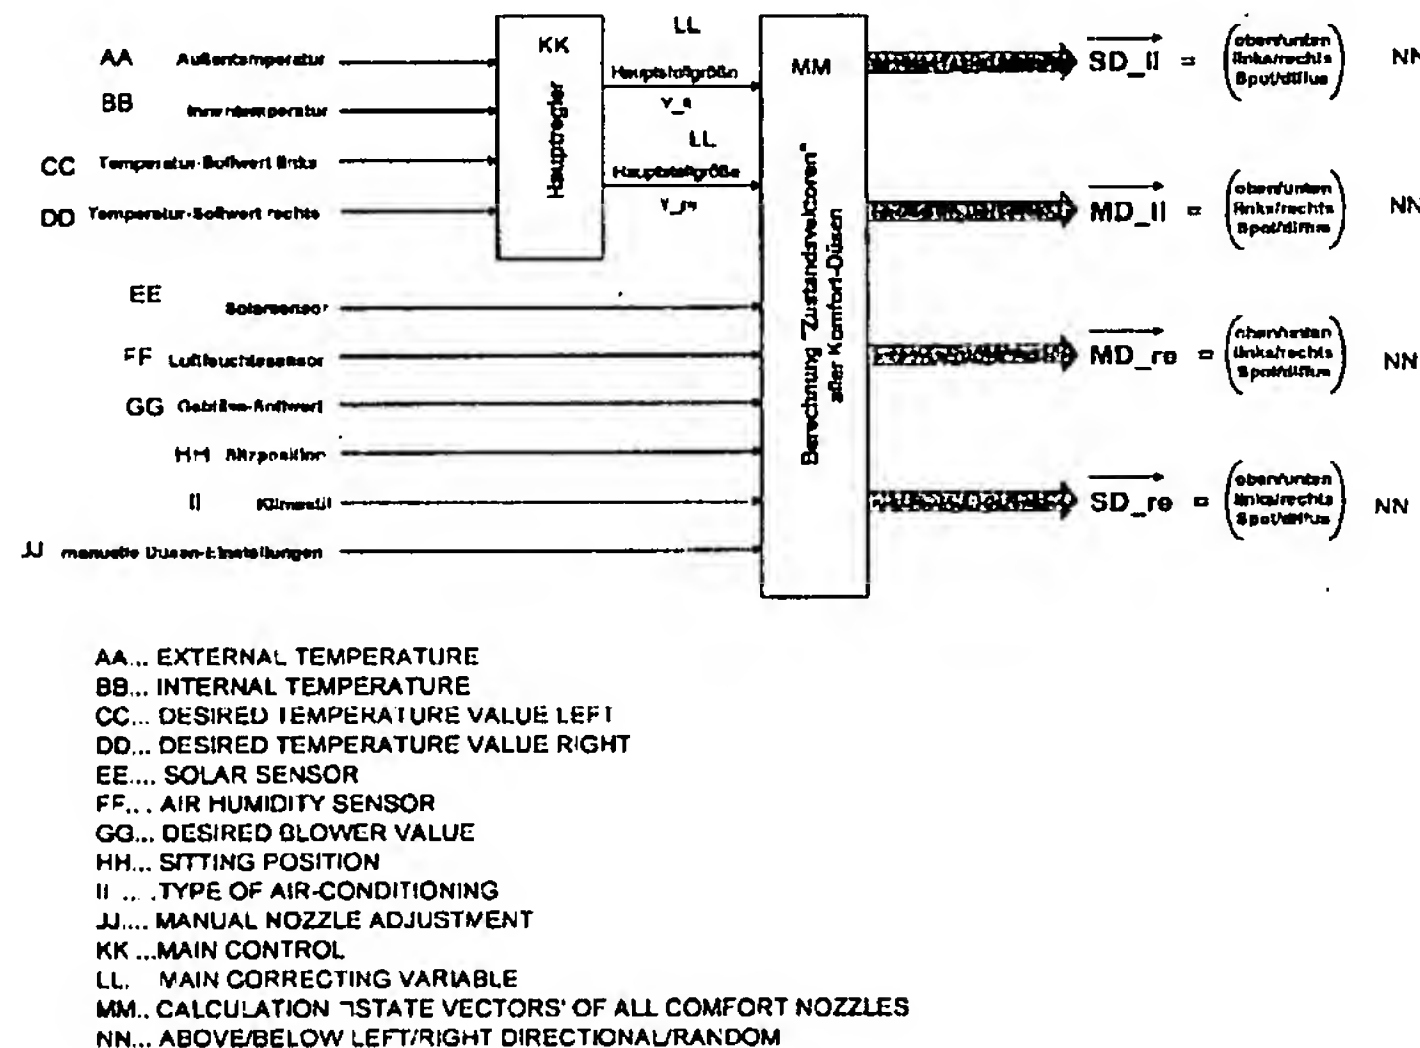 AA Außentemperatur
BB Innentemperatur
CC Temperatur-Sollwert links
DD Temperatur-Sollwert rechts
EE Solarsensor
FF Luftfeuchtesensor
GG Gebläse-Sollwert
HH Sitzposition
II Klimastil
JJ manuelle Düsen-Einstellungen
KK
Hauptregler
LL
Hauptstellgröße
LL
Hauptstellgröße
Y_re
MM
Berechnung "Zustandsvektoren"
aller Komfort-Düsen
SD_li =
oben/unten
links/rechts
Spot/diffus
NN
MD_li =
oben/unten
links/rechts
Spot/diffus
NN
MD_re =
oben/unten
links/rechts
Spot/diffus
NN
SD_re =
oben/unten
links/rechts
Spot/diffus
NN
AA... EXTERNAL TEMPERATURE
BB... INTERNAL TEMPERATURE
CC... DESIRED TEMPERATURE VALUE LEFT
DD... DESIRED TEMPERATURE VALUE RIGHT
EE.... SOLAR SENSOR
FF... AIR HUMIDITY SENSOR
GG... DESIRED BLOWER VALUE
HH... SITTING POSITION
II .... TYPE OF AIR-CONDITIONING
JJ.... MANUAL NOZZLE ADJUSTMENT
KK ...MAIN CONTROL
LL. MAIN CORRECTING VARIABLE
MM.. CALCULATION 'STATE VECTORS' OF ALL COMFORT NOZZLES
NN... ABOVE/BELOW LEFT/RIGHT DIRECTIONAL/RANDOM